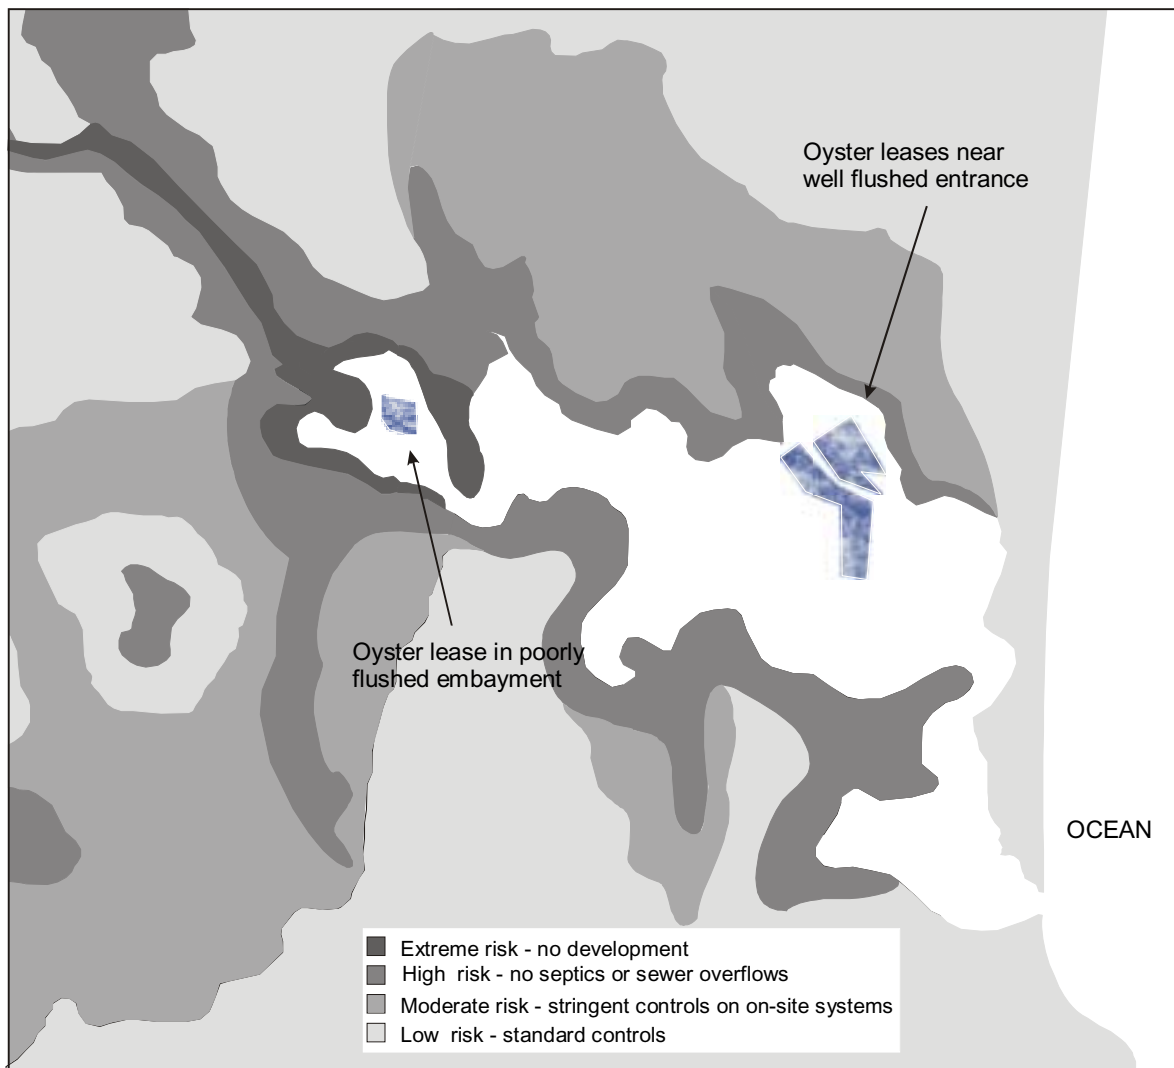 Oyster leases near
well flushed entrance
Oyster lease in poorly
flushed embayment
OCEAN
Extreme risk - no development
High risk - no septics or sewer overflows
Moderate risk - stringent controls on on-site systems
Low risk - standard controls